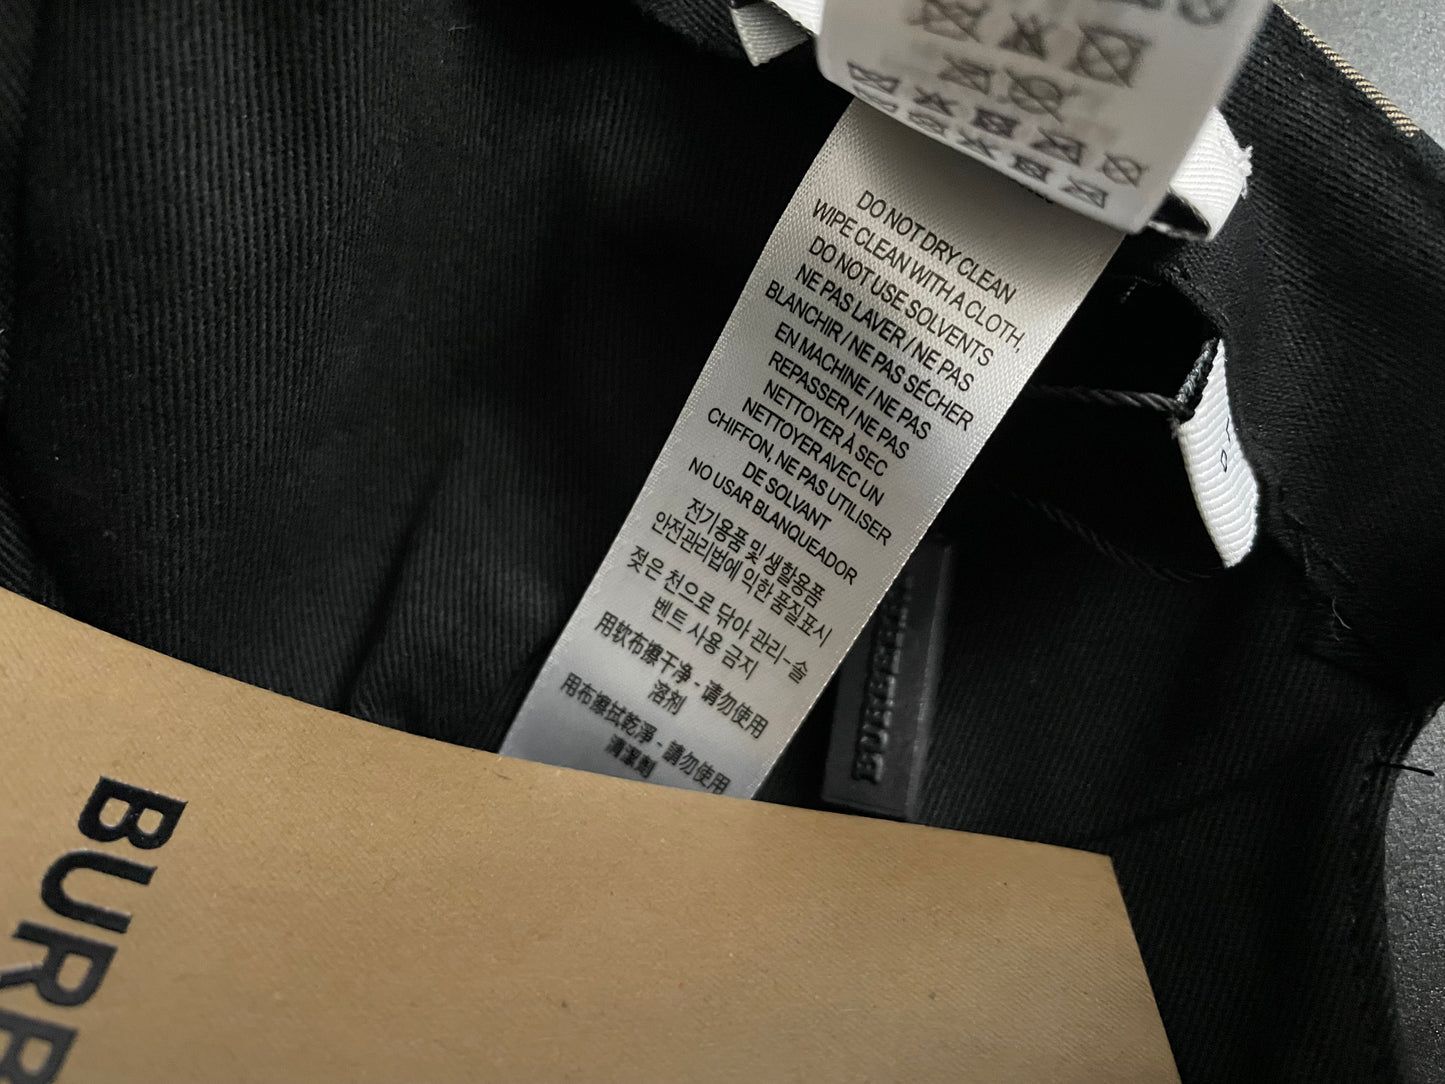 DO NOT DRY CLEAN
WIPE CLEAN WITH A CLOTH,
DO NOT USE SOLVENTS
NE PAS LAVER / NE PAS
BLANCHIR / NE PAS SÉCHER
EN MACHINE / NE PAS
REPASSER / NE PAS
NETTOYER À SEC
NETTOYER AVEC UN
CHIFFON, NE PAS UTILISER
DE SOLVANT
NO USAR BLANQUEADOR
전기용품 및 생활용품
안전관리법에 의한 품질표시
젖은 천으로 닦아 관리-솔
벤트 사용 금지
用软布擦干净 - 请勿使用
溶剂
用布擦拭乾淨 - 請勿使用
清潔劑
BURBERR
BURB